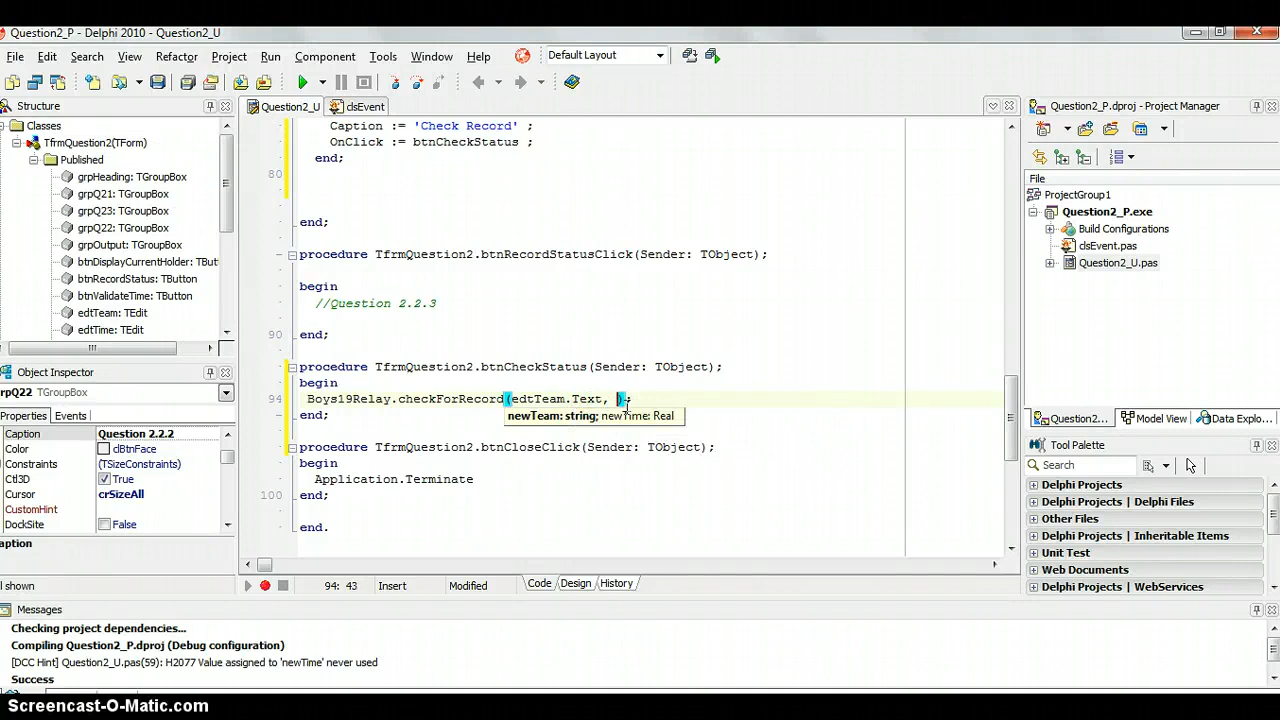 Question2_P - Delphi 2010 - Question2_U
File Edit Search View Refactor Project Run Component Tools Window Help Default Layout
Structure
Classes
TfrmQuestion2(TForm)
Published
grpHeading: TGroupBox
grpQ21: TGroupBox
grpQ23: TGroupBox
grpQ22: TGroupBox
grpOutput: TGroupBox
btnDisplayCurrentHolder: TBut
btnRecordStatus: TButton
btnValidateTime: TButton
edtTeam: TEdit
edtTime: TEdit
Object Inspector
rpQ22 TGroupBox
Properties Events
Caption Question 2.2.2
Color clBtnFace
Constraints (TSizeConstraints)
Ctl3D True
Cursor crSizeAll
CustomHint
DockSite False
aption
l shown
Question2_U clsEvent
Caption := 'Check Record' ;
OnClick := btnCheckStatus ;
end;
80
end;
procedure TfrmQuestion2.btnRecordStatusClick(Sender: TObject);
begin
//Question 2.2.3
90 end;
procedure TfrmQuestion2.btnCheckStatus(Sender: TObject);
begin
94 Boys19Relay.checkForRecord(edtTeam.Text, );
newTeam: string; newTime: Real
end;
procedure TfrmQuestion2.btnCloseClick(Sender: TObject);
begin
Application.Terminate
100 end;
end.
94: 43 Insert Modified Code Design History
Question2_P.dproj - Project Manager
File
ProjectGroup1
Question2_P.exe
Build Configurations
clsEvent.pas
Question2_U.pas
Question2... Model View Data Explo...
Tool Palette
Search
Delphi Projects
Delphi Projects | Delphi Files
Other Files
Delphi Projects | Inheritable Items
Unit Test
Web Documents
Delphi Projects | WebServices
Messages
Checking project dependencies...
Compiling Question2_P.dproj (Debug configuration)
[DCC Hint] Question2_U.pas(59): H2077 Value assigned to 'newTime' never used
Success
Screencast-O-Matic.com